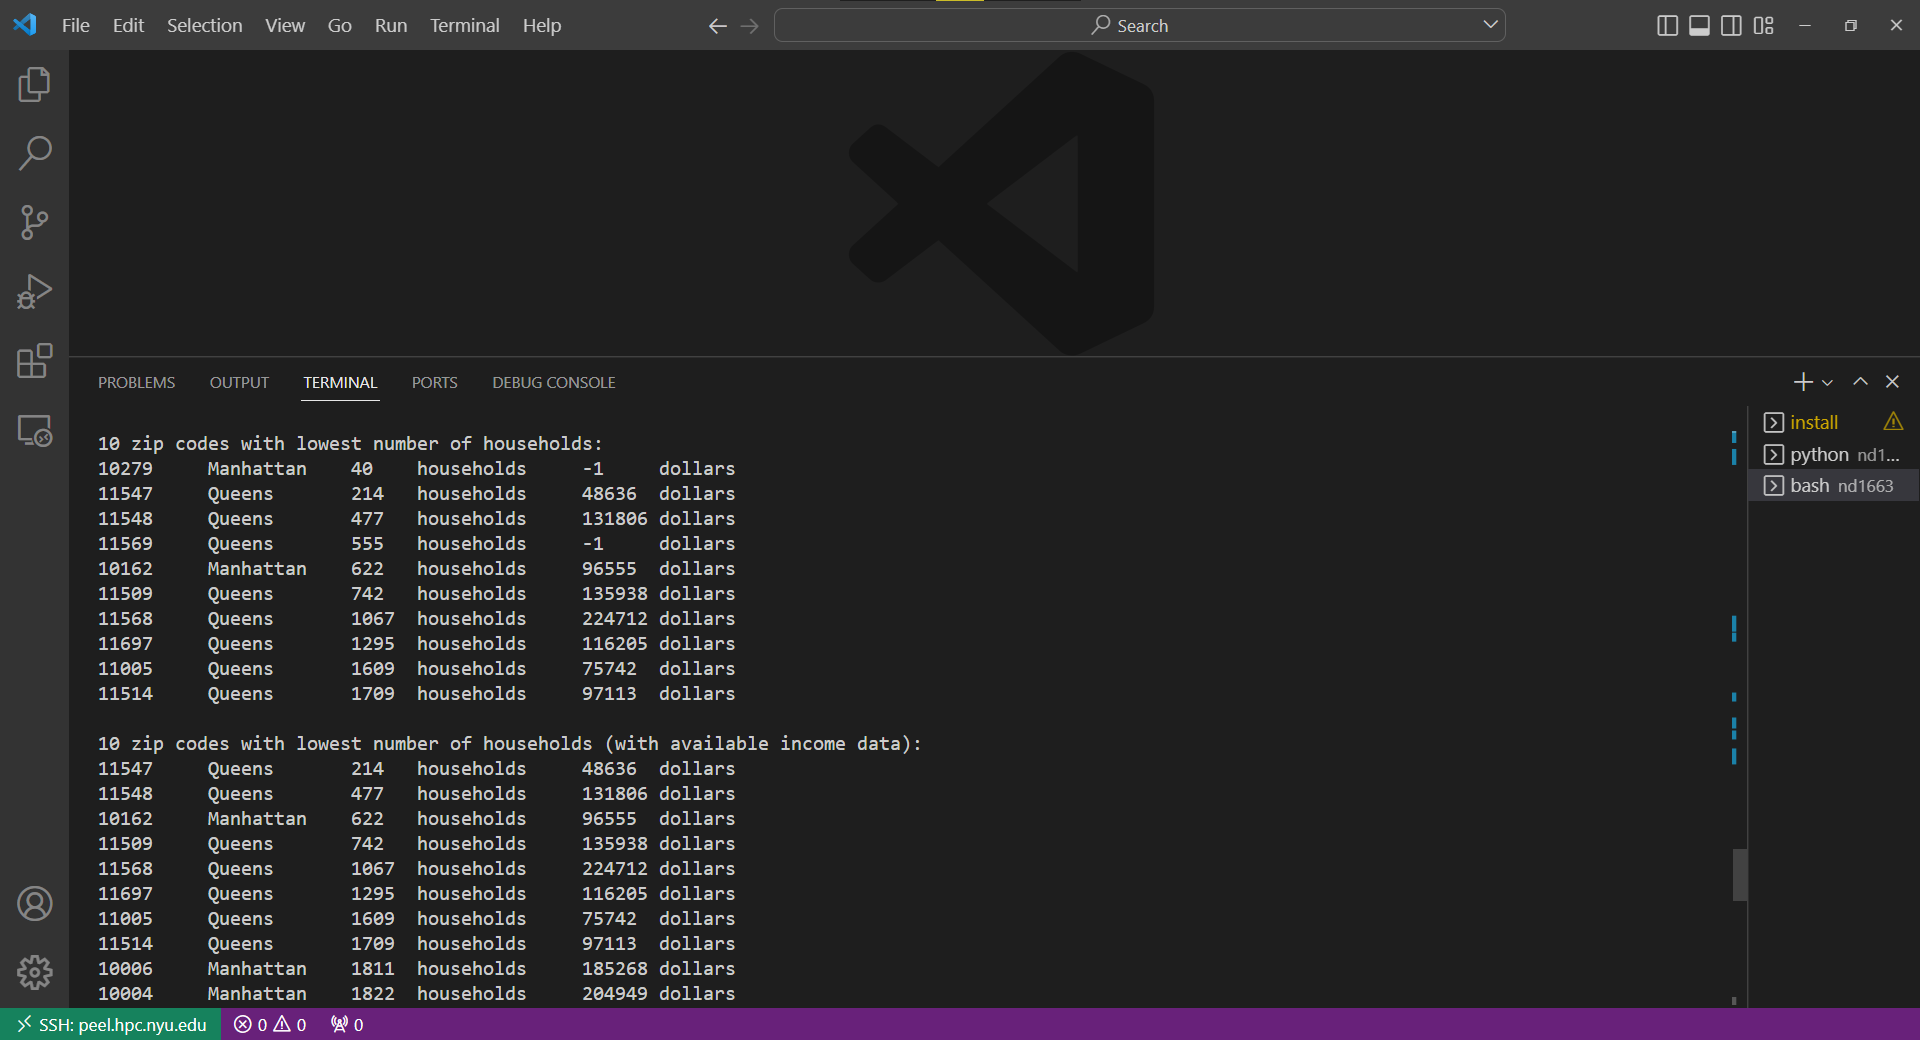 File Edit Selection View Go Run Terminal Help Search
PROBLEMS OUTPUT TERMINAL PORTS DEBUG CONSOLE
10 zip codes with lowest number of households:
10279 Manhattan 40 households -1 dollars
11547 Queens 214 households 48636 dollars
11548 Queens 477 households 131806 dollars
11569 Queens 555 households -1 dollars
10162 Manhattan 622 households 96555 dollars
11509 Queens 742 households 135938 dollars
11568 Queens 1067 households 224712 dollars
11697 Queens 1295 households 116205 dollars
11005 Queens 1609 households 75742 dollars
11514 Queens 1709 households 97113 dollars
10 zip codes with lowest number of households (with available income data):
11547 Queens 214 households 48636 dollars
11548 Queens 477 households 131806 dollars
10162 Manhattan 622 households 96555 dollars
11509 Queens 742 households 135938 dollars
11568 Queens 1067 households 224712 dollars
11697 Queens 1295 households 116205 dollars
11005 Queens 1609 households 75742 dollars
11514 Queens 1709 households 97113 dollars
10006 Manhattan 1811 households 185268 dollars
10004 Manhattan 1822 households 204949 dollars
install
python nd1...
bash nd1663
SSH: peel.hpc.nyu.edu 0 0 0